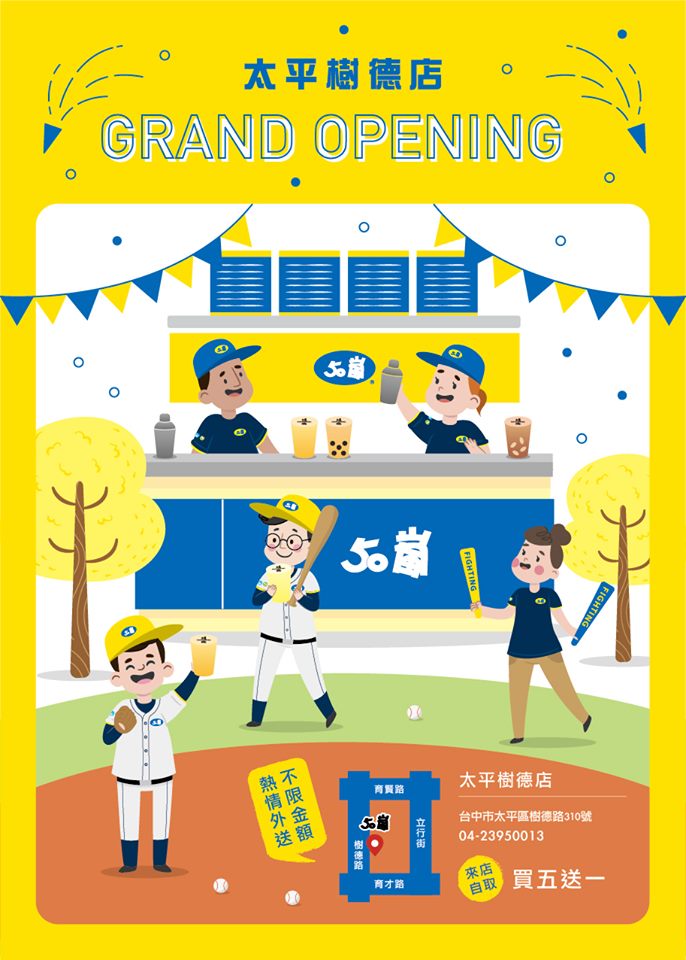 太平樹德店
GRAND OPENING
50嵐
50嵐
FIGHTING
FIGHTING
不限金額
熱情外送
育賢路
50嵐
立行街
樹德路
育才路
太平樹德店
台中市太平區樹德路310號
04-23950013
來店
自取
買五送一